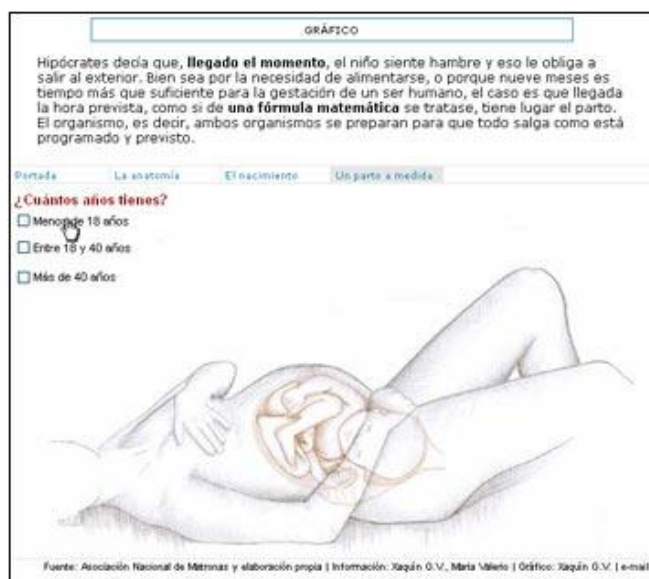 GRÁFICO
Hipócrates decía que, llegado el momento, el niño siente hambre y eso le obliga a
salir al exterior. Bien sea por la necesidad de alimentarse, o porque nueve meses es
tiempo más que suficiente para la gestación de un ser humano, el caso es que llegada
la hora prevista, como si de una fórmula matemática se tratase, tiene lugar el parto.
El organismo, es decir, ambos organismos se preparan para que todo salga como está
programado y previsto.
Portada La anatomía El nacimiento Un parto a medida
¿Cuántos años tienes?
Menor de 18 años
Entre 18 y 40 años
Más de 40 años
Fuente: Asociación Nacional de Matronas y elaboración propia | Información: Xaquín G.V., María Valerio | Gráfico: Xaquín G.V. | e-mail